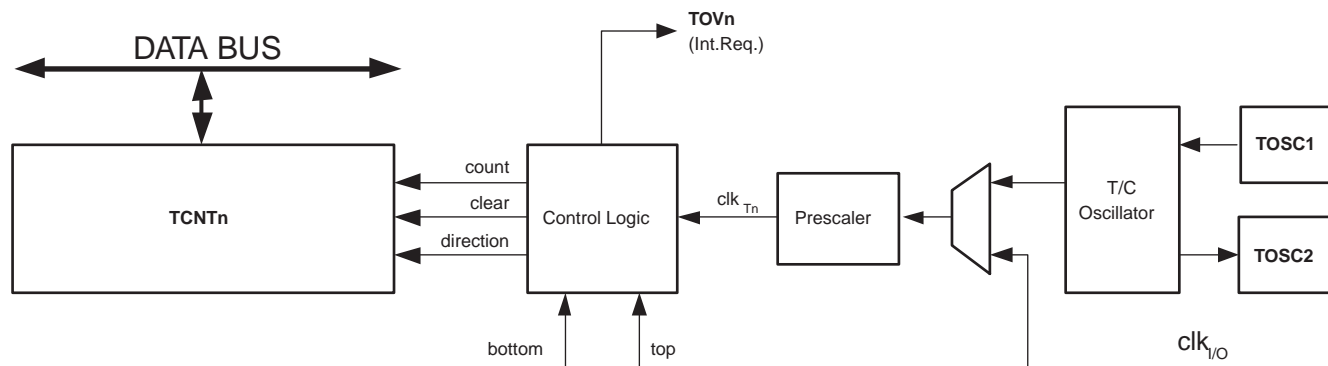 TOVn
(Int.Req.)
DATA BUS
TOSC1
count
T/C
Oscillator
TCNTn
clear
Control Logic
clk Tn
Prescaler
direction
TOSC2
bottom
top
clkI/O